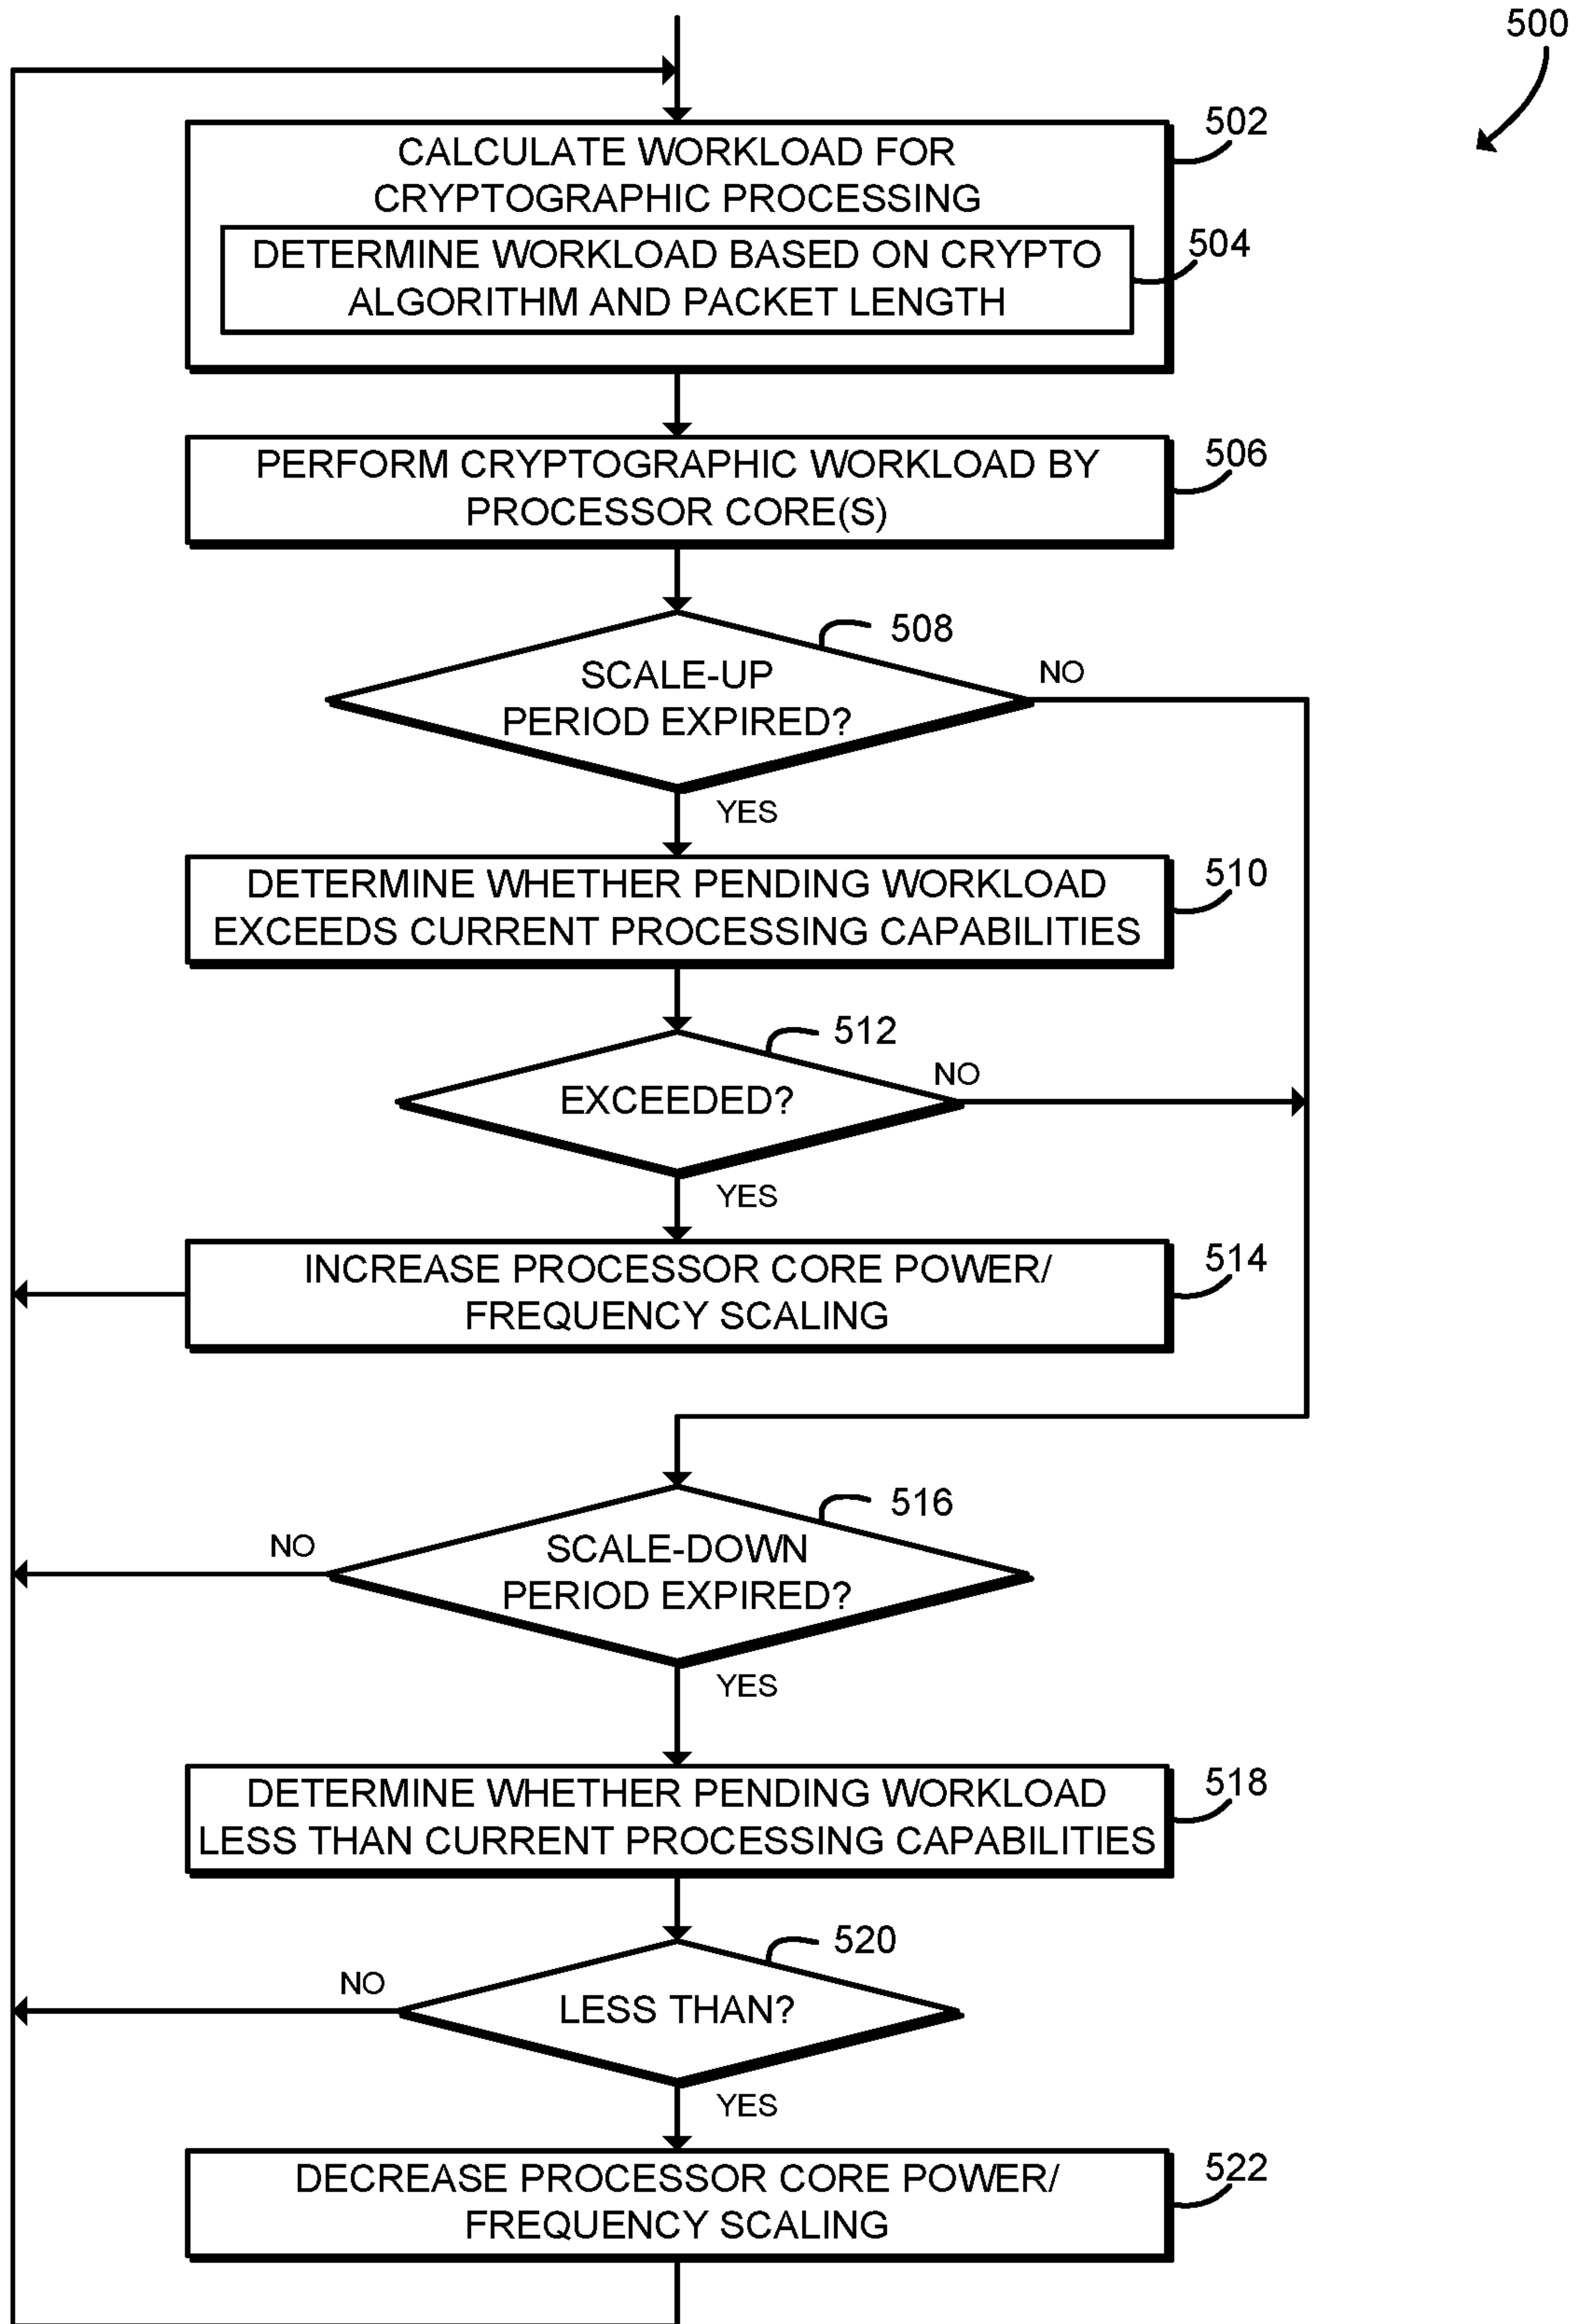 500
CALCULATE WORKLOAD FOR
CRYPTOGRAPHIC PROCESSING
502
DETERMINE WORKLOAD BASED ON CRYPTO
ALGORITHM AND PACKET LENGTH
504
PERFORM CRYPTOGRAPHIC WORKLOAD BY
PROCESSOR CORE(S)
506
508
SCALE-UP
PERIOD EXPIRED?
NO
YES
DETERMINE WHETHER PENDING WORKLOAD
EXCEEDS CURRENT PROCESSING CAPABILITIES
510
512
EXCEEDED?
NO
YES
INCREASE PROCESSOR CORE POWER/
FREQUENCY SCALING
514
516
SCALE-DOWN
PERIOD EXPIRED?
NO
YES
DETERMINE WHETHER PENDING WORKLOAD
LESS THAN CURRENT PROCESSING CAPABILITIES
518
520
LESS THAN?
NO
YES
DECREASE PROCESSOR CORE POWER/
FREQUENCY SCALING
522